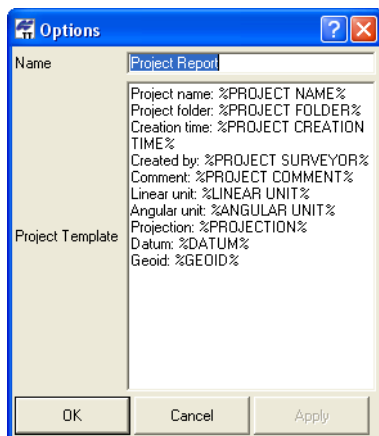 Options
Name
Project Report
Project Template
Project name: %PROJECT NAME%
Project folder: %PROJECT FOLDER%
Creation time: %PROJECT CREATION
TIME%
Created by: %PROJECT SURVEYOR%
Comment: %PROJECT COMMENT%
Linear unit: %LINEAR UNIT%
Angular unit: %ANGULAR UNIT%
Projection: %PROJECTION%
Datum: %DATUM%
Geoid: %GEOID%
OK
Cancel
Apply